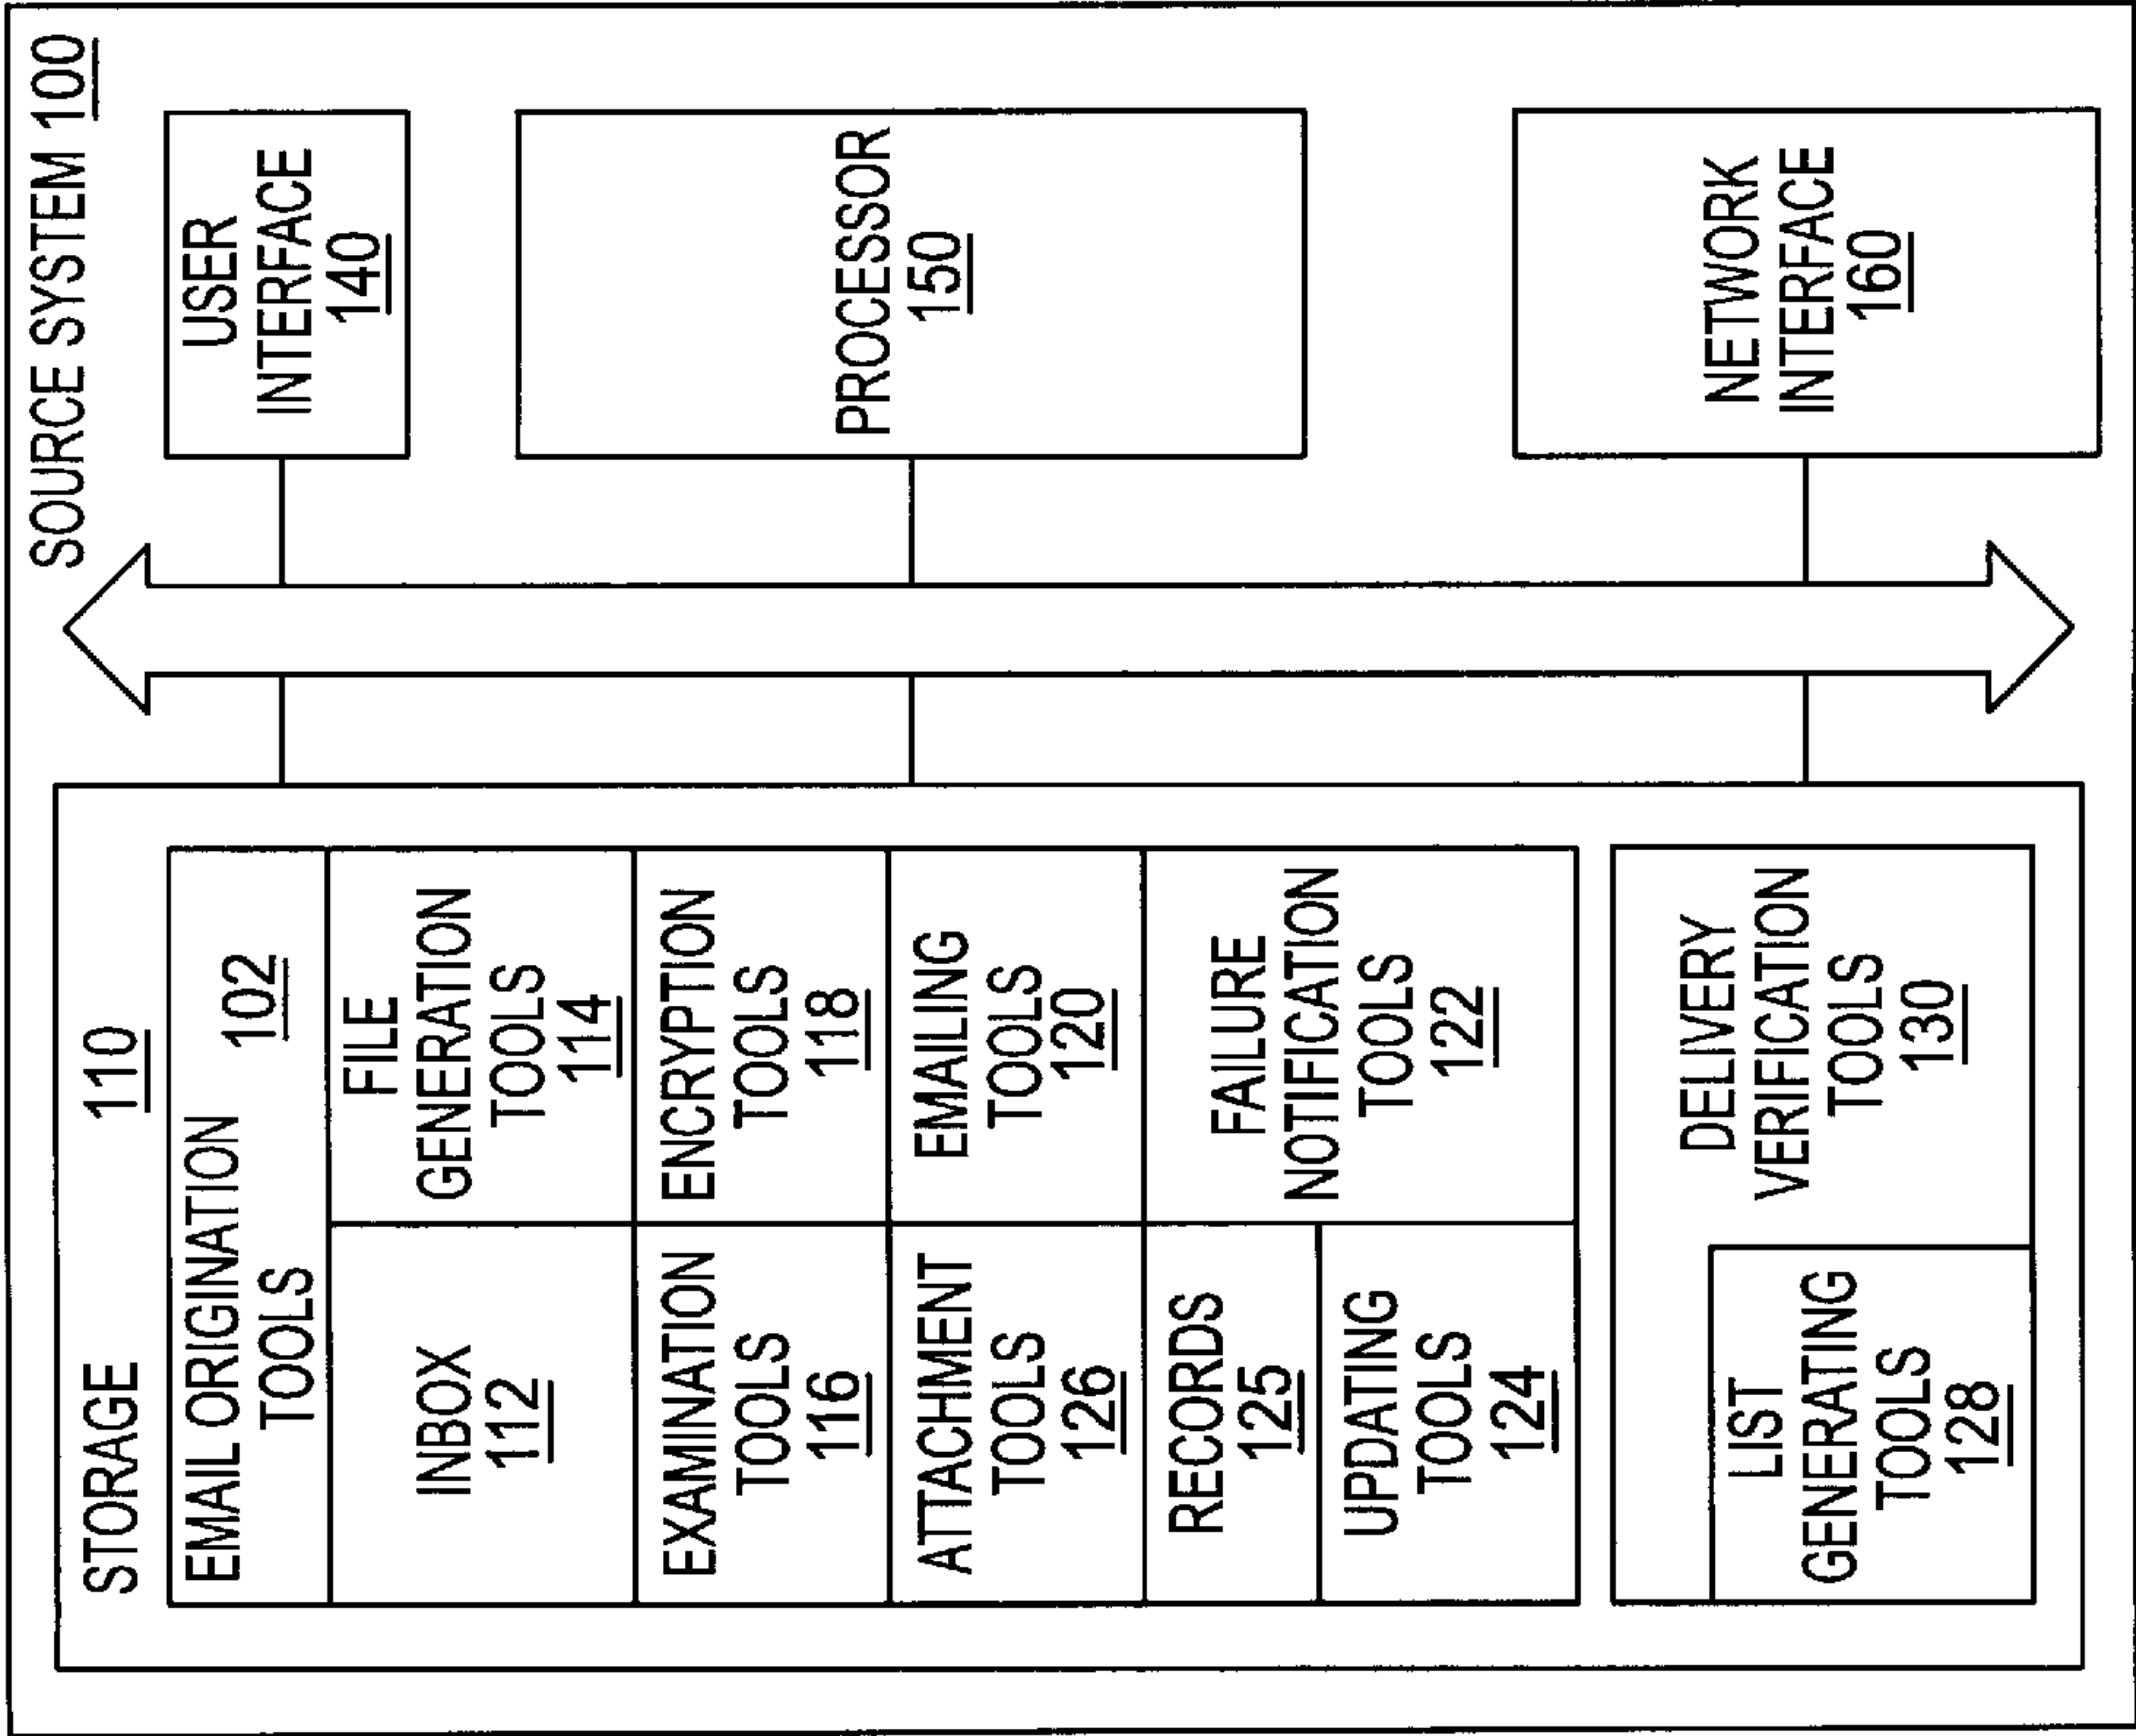 SOURCE SYSTEM 100
STORAGE 110
EMAIL ORIGINATION
TOOLS 102
INBOX
112
FILE
GENERATION
TOOLS
114
EXAMINATION
TOOLS
116
ENCRYPTION
TOOLS
118
ATTACHMENT
TOOLS
126
EMAILING
TOOLS
120
RECORDS
125
UPDATING
TOOLS
124
FAILURE
NOTIFICATION
TOOLS
122
DELIVERY
VERIFICATION
TOOLS
130
LIST
GENERATING
TOOLS
128
USER
INTERFACE
140
PROCESSOR
150
NETWORK
INTERFACE
160